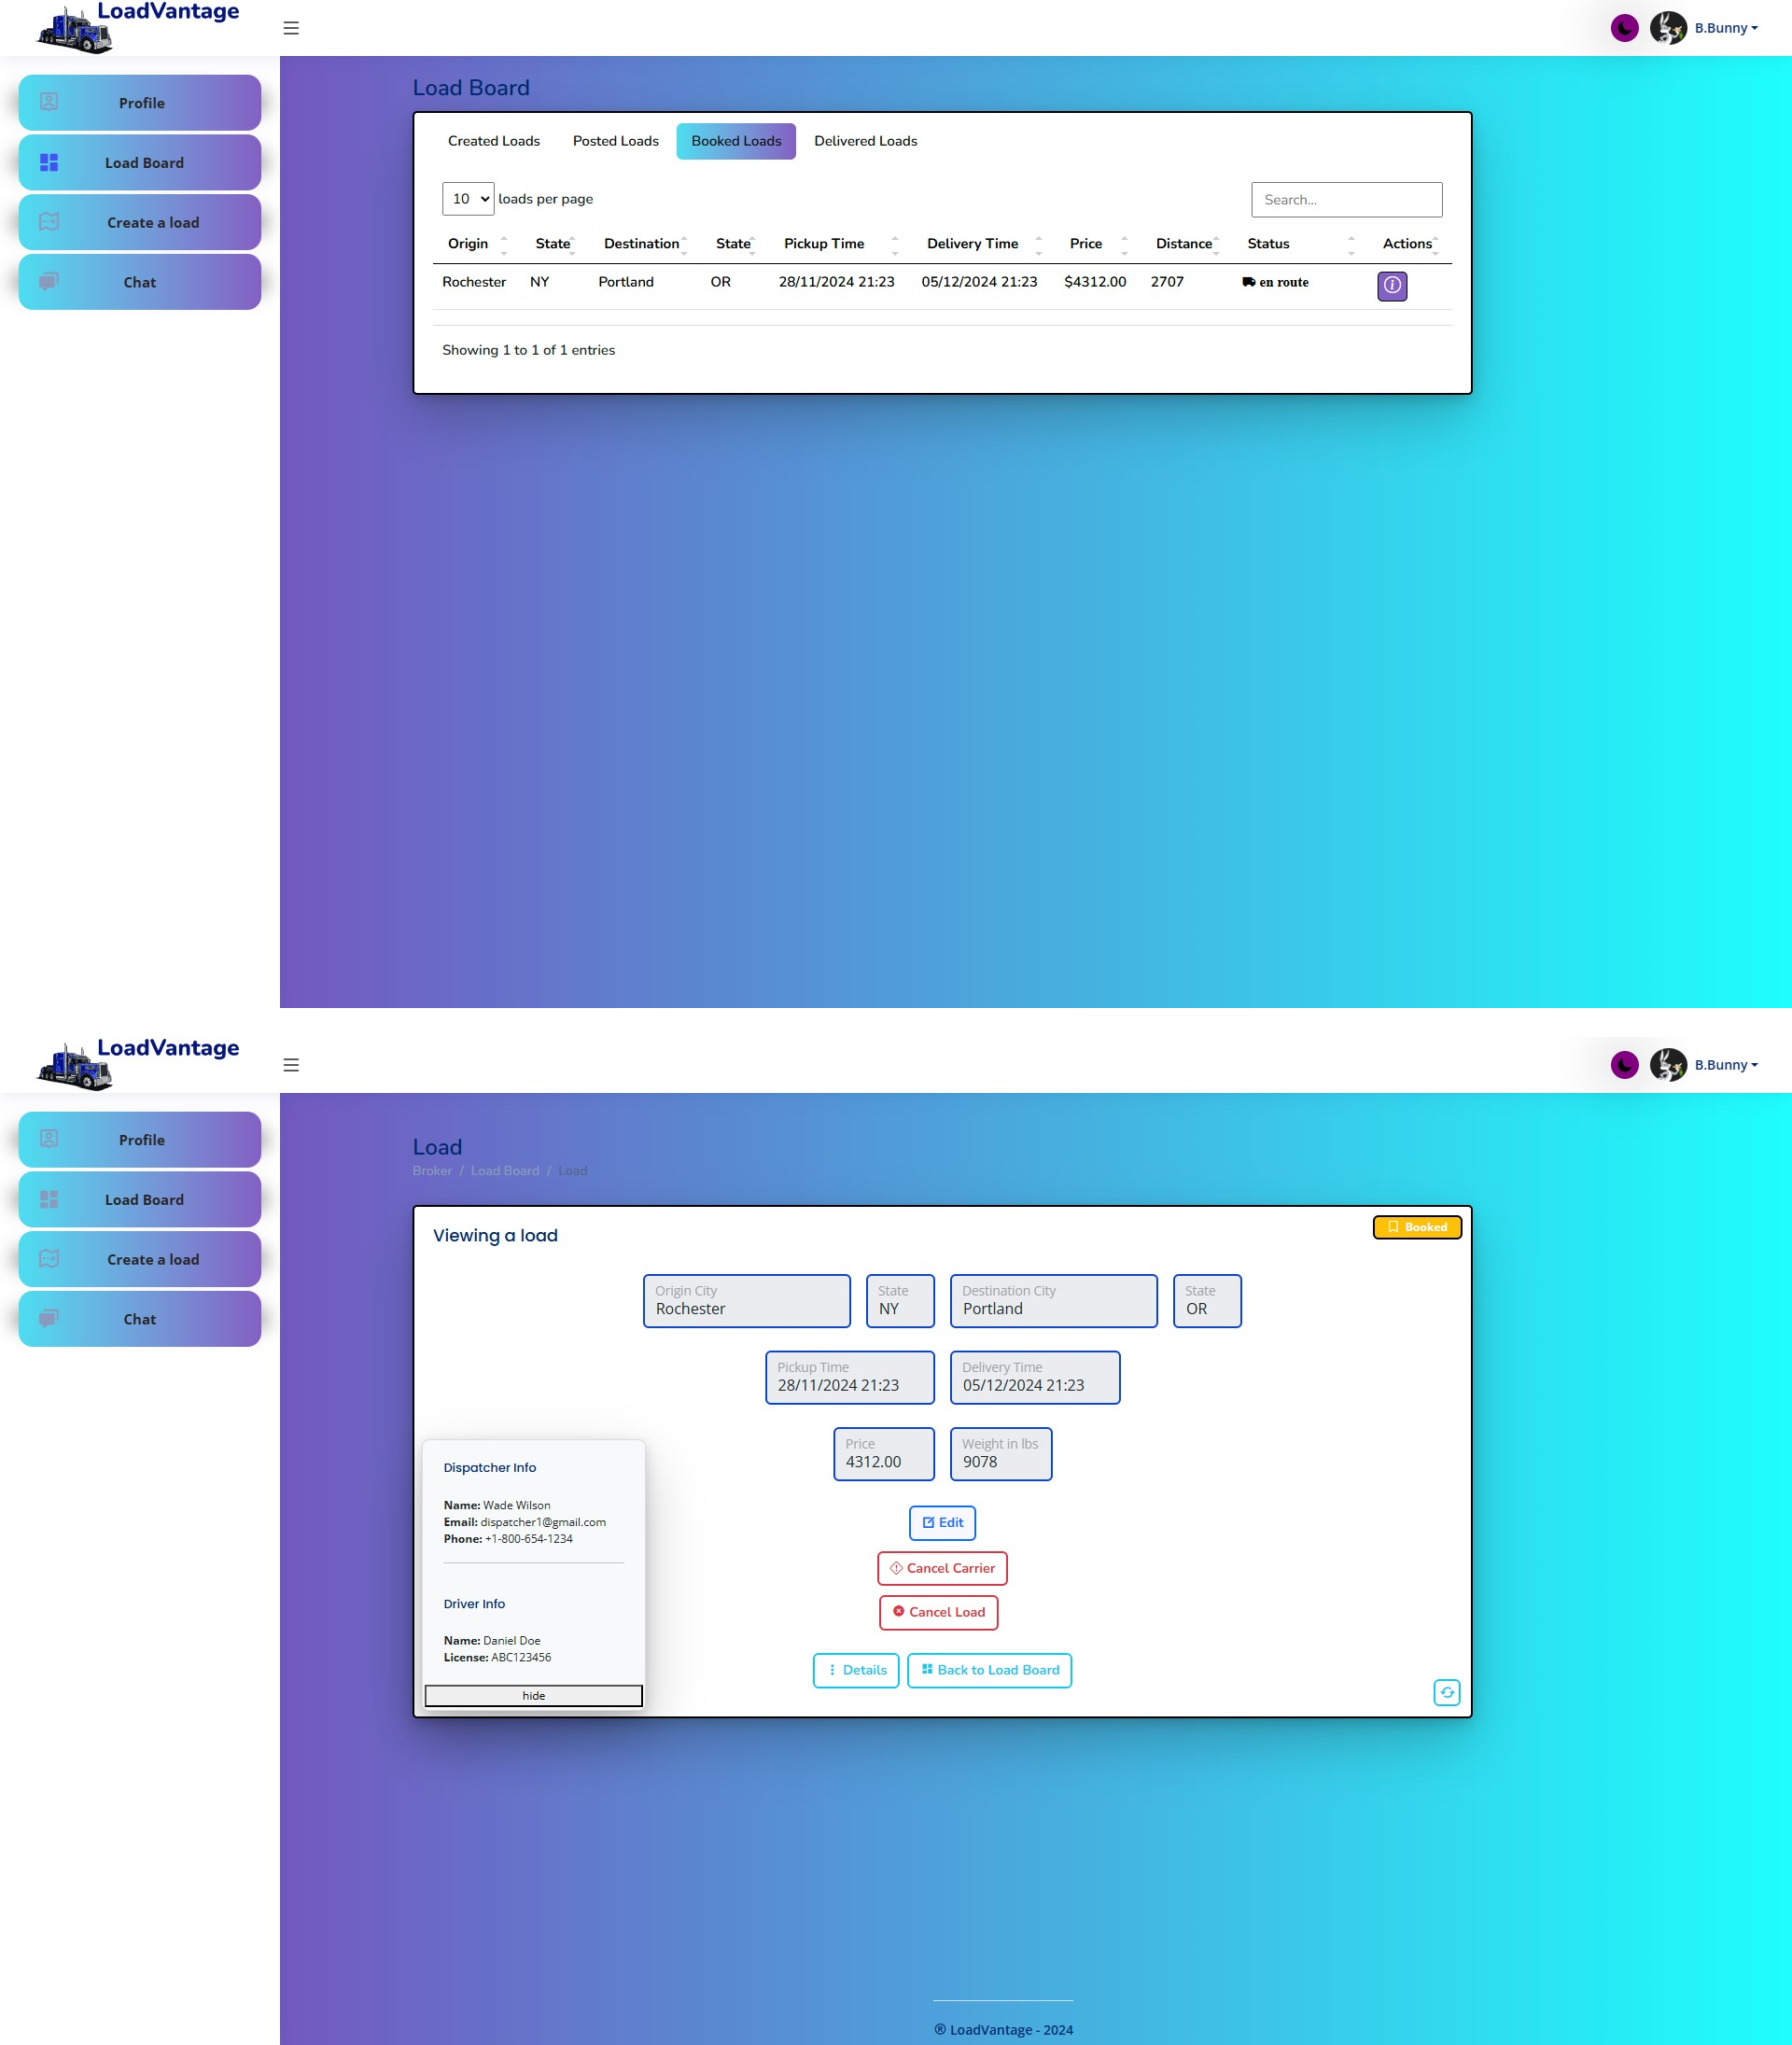 LoadVantage
B.Bunny
Profile
Load Board
Create a load
Chat
Load Board
Created Loads Posted Loads Booked Loads Delivered Loads
10 loads per page Search...
Origin State Destination State Pickup Time Delivery Time Price Distance Status Actions
Rochester NY Portland OR 28/11/2024 21:23 05/12/2024 21:23 $4312.00 2707 en route
Showing 1 to 1 of 1 entries
LoadVantage
B.Bunny
Profile
Load Board
Create a load
Chat
Load
Broker / Load Board / Load
Viewing a load
Booked
Origin City State Destination City State
Rochester NY Portland OR
Pickup Time Delivery Time
28/11/2024 21:23 05/12/2024 21:23
Price Weight in lbs
4312.00 9078
Dispatcher Info
Name: Wade Wilson
Email: dispatcher1@gmail.com
Phone: +1-800-654-1234
Driver Info
Name: Daniel Doe
License: ABC123456
hide
Edit
Cancel Carrier
Cancel Load
Details Back to Load Board
® LoadVantage - 2024